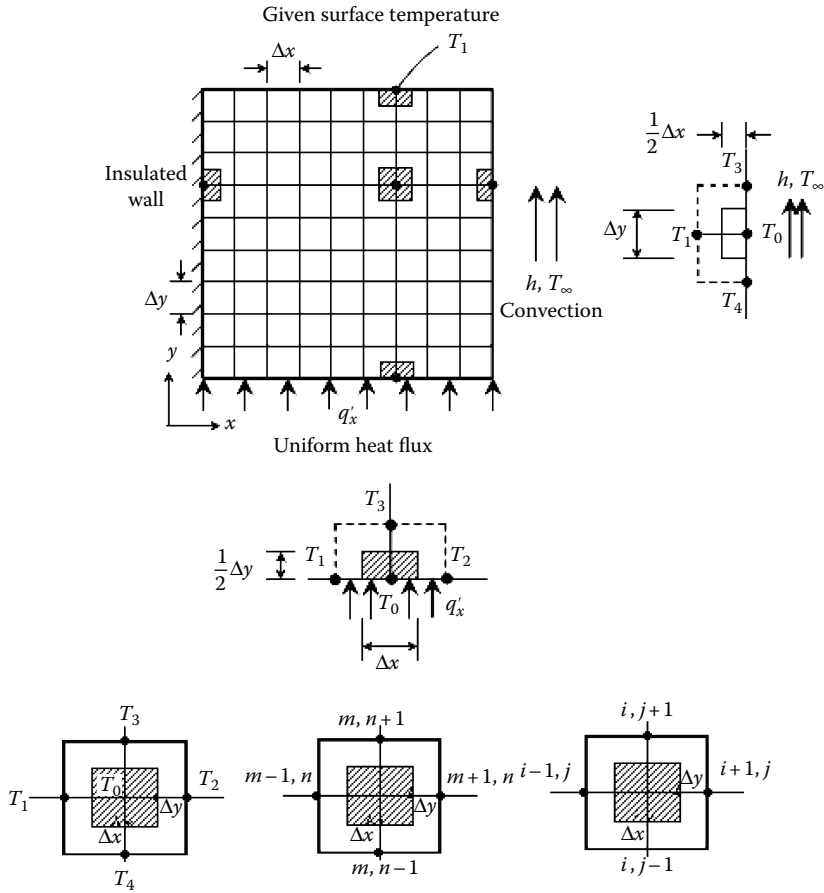 Given surface temperature
Δx
T₁
Insulated
wall
Δy
y
x
h, T∞
Convection
q′ₓ
Uniform heat flux
1/2 Δx
T₃
h, T∞
Δy
T₁
T₀
T₄
T₃
1/2 Δy
T₁
T₂
T₀
q′ₓ
Δx
T₃
T₁
T₀
T₂
Δy
Δx
T₄
m, n+1
m−1, n
m+1, n
Δy
Δx
m, n−1
i, j+1
i−1, j
i+1, j
Δy
Δx
i, j−1